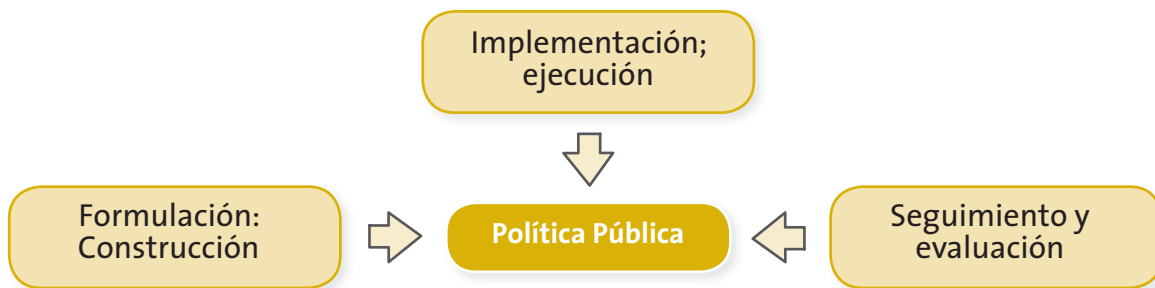 Implementación;
ejecución
Formulación:
Construcción
Política Pública
Seguimiento y
evaluación